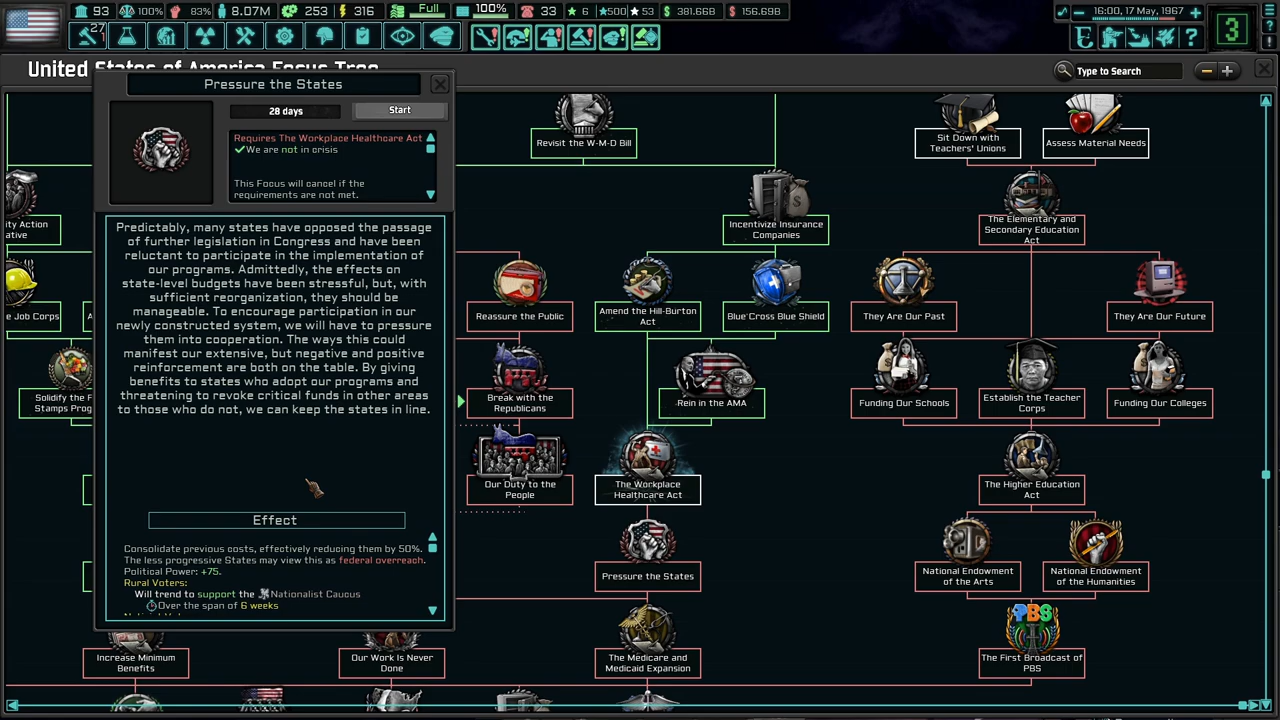 93 100% 83% 8.07M 253 316 Full 100% 33 6 500 53 $ 381.66B $ 156.69B
16:00, 17 May, 1967
27
3
United States of America Focus Tree
Type to Search
Pressure the States
28 days
Start
Requires The Workplace Healthcare Act
We are not in crisis
This Focus will cancel if the
requirements are not met.
Predictably, many states have opposed the passage
of further legislation in Congress and have been
reluctant to participate in the implementation of
our programs. Admittedly, the effects on
state-level budgets have been stressful, but, with
sufficient reorganization, they should be
manageable. To encourage participation in our
newly constructed system, we will have to pressure
them into cooperation. The ways this could
manifest our extensive, but negative and positive
reinforcement are both on the table. By giving
benefits to states who adopt our programs and
threatening to revoke critical funds in other areas
to those who do not, we can keep the states in line.
Effect
Consolidate previous costs, effectively reducing them by 50%.
The less progressive States may view this as federal overreach.
Political Power: +75.
Rural Voters:
Will trend to support the Nationalist Caucus
Over the span of 6 weeks
Revisit the W-M-D Bill
Sit Down with
Teachers' Unions
Assess Material Needs
Incentivize Insurance
Companies
The Elementary and
Secondary Education
Act
ity Action
ative
e Job Corps
Reassure the Public
Amend the Hill-Burton
Act
Blue Cross Blue Shield
They Are Our Past
They Are Our Future
Solidify the F
Stamps Prog
Break with the
Republicans
Rein in the AMA
Funding Our Schools
Establish the Teacher
Corps
Funding Our Colleges
Our Duty to the
People
The Workplace
Healthcare Act
The Higher Education
Act
Pressure the States
National Endowment
of the Arts
National Endowment
of the Humanities
PBS
Increase Minimum
Benefits
Our Work Is Never
Done
The Medicare and
Medicaid Expansion
The First Broadcast of
PBS